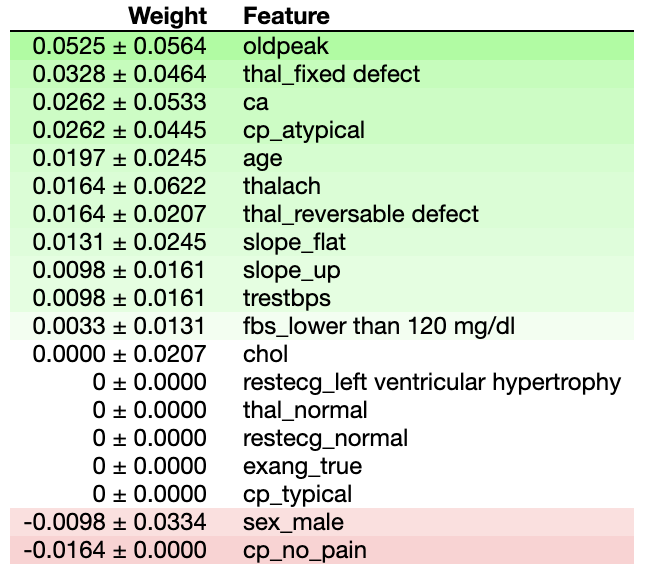 Weight Feature
0.0525 ± 0.0564 oldpeak
0.0328 ± 0.0464 thal_fixed defect
0.0262 ± 0.0533 ca
0.0262 ± 0.0445 cp_atypical
0.0197 ± 0.0245 age
0.0164 ± 0.0622 thalach
0.0164 ± 0.0207 thal_reversable defect
0.0131 ± 0.0245 slope_flat
0.0098 ± 0.0161 slope_up
0.0098 ± 0.0161 trestbps
0.0033 ± 0.0131 fbs_lower than 120 mg/dl
0.0000 ± 0.0207 chol
0 ± 0.0000 restecg_left ventricular hypertrophy
0 ± 0.0000 thal_normal
0 ± 0.0000 restecg_normal
0 ± 0.0000 exang_true
0 ± 0.0000 cp_typical
-0.0098 ± 0.0334 sex_male
-0.0164 ± 0.0000 cp_no_pain